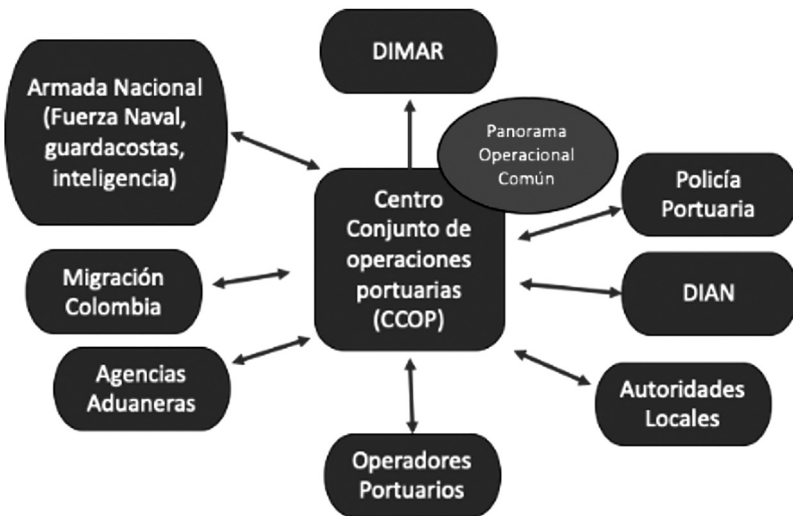 DIMAR
Armada Nacional
(Fuerza Naval,
guardacostas,
inteligencia)
Panorama
Operacional
Común
Policía
Portuaria
Centro
Conjunto de
operaciones
portuarias
(CCOP)
Migración
Colombia
DIAN
Agencias
Aduaneras
Autoridades
Locales
Operadores
Portuarios